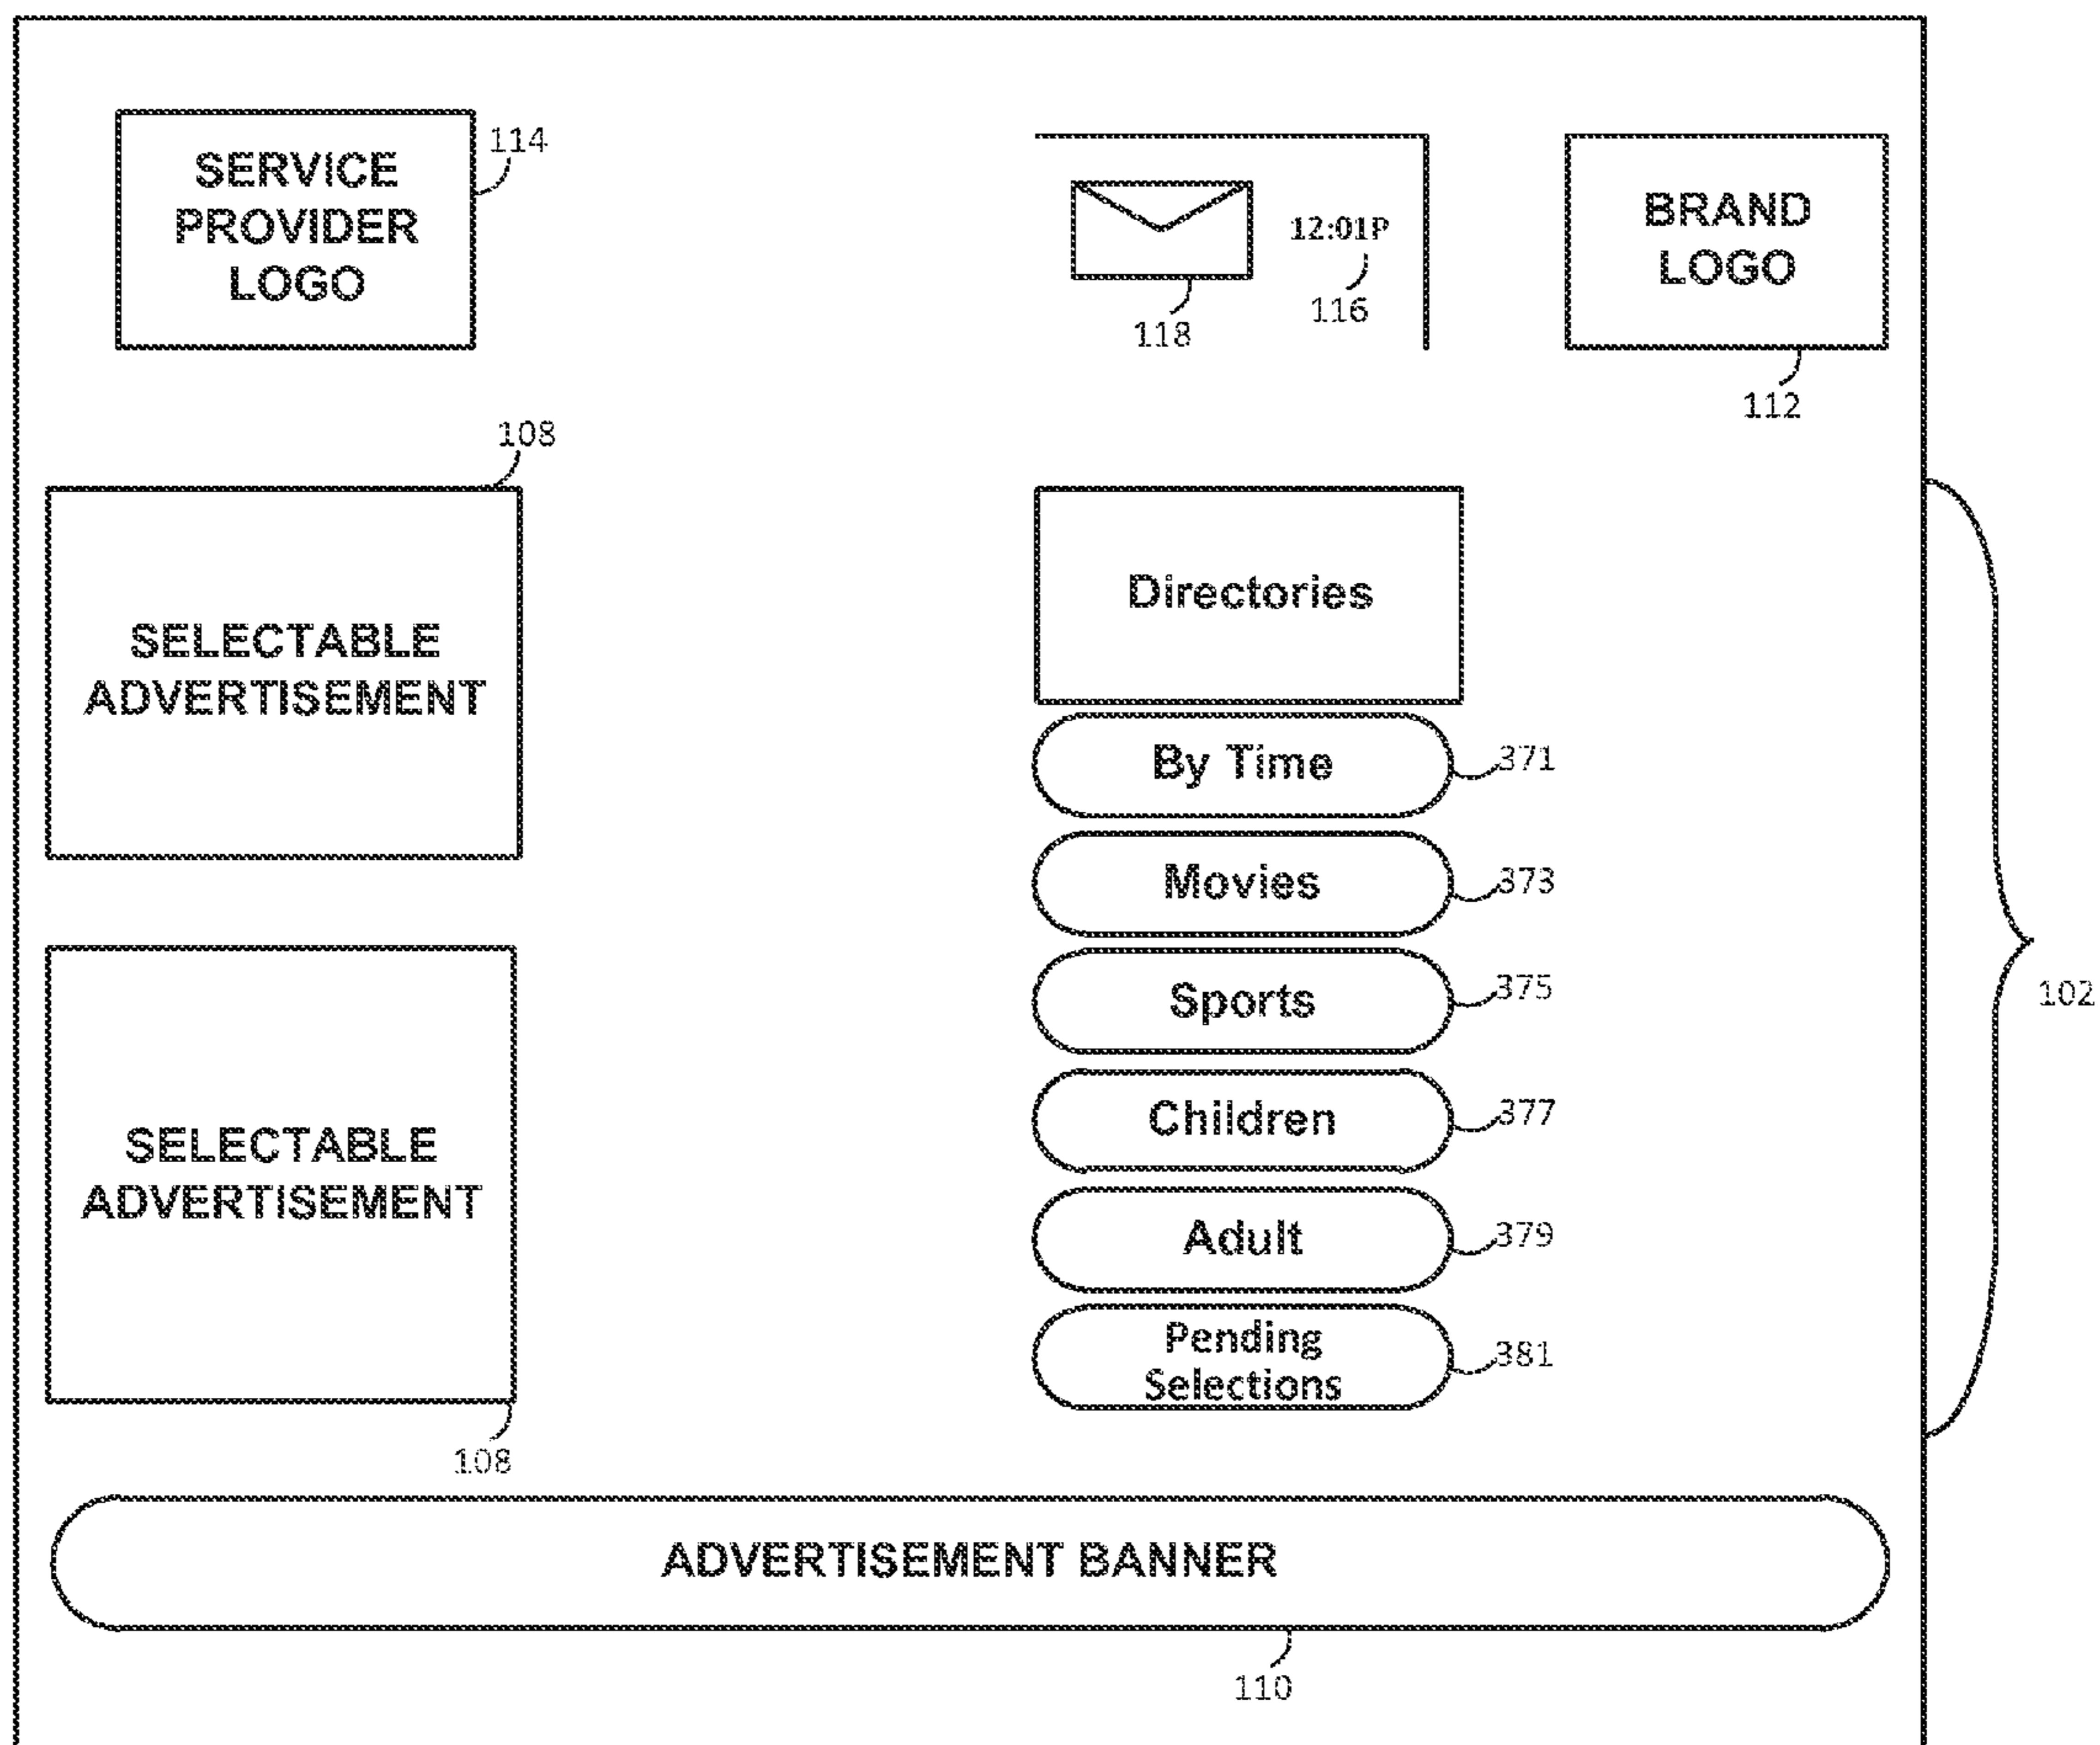 SERVICE
PROVIDER
LOGO
114
12:01P
116
118
BRAND
LOGO
112
108
SELECTABLE
ADVERTISEMENT
Directories
By Time
371
Movies
373
Sports
375
Children
377
Adult
379
Pending
Selections
381
102
SELECTABLE
ADVERTISEMENT
108
ADVERTISEMENT BANNER
110